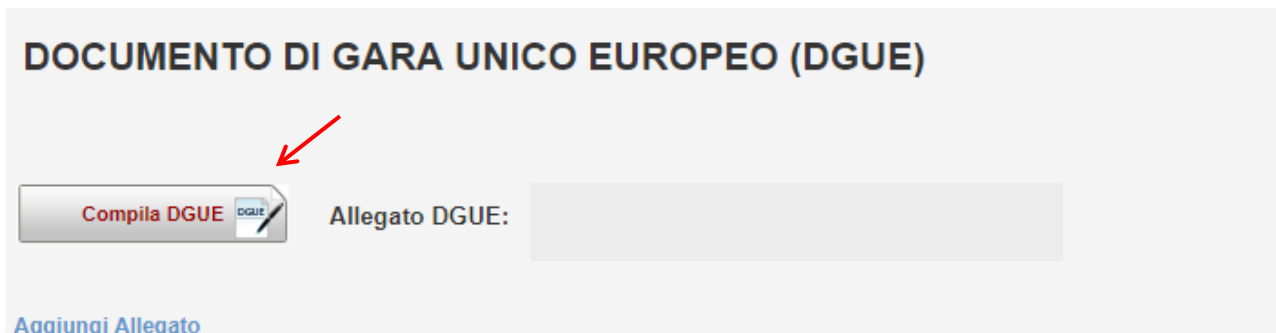 DOCUMENTO DI GARA UNICO EUROPEO (DGUE)
Compila DGUE DGUE Allegato DGUE:
Aggiungi Allegato